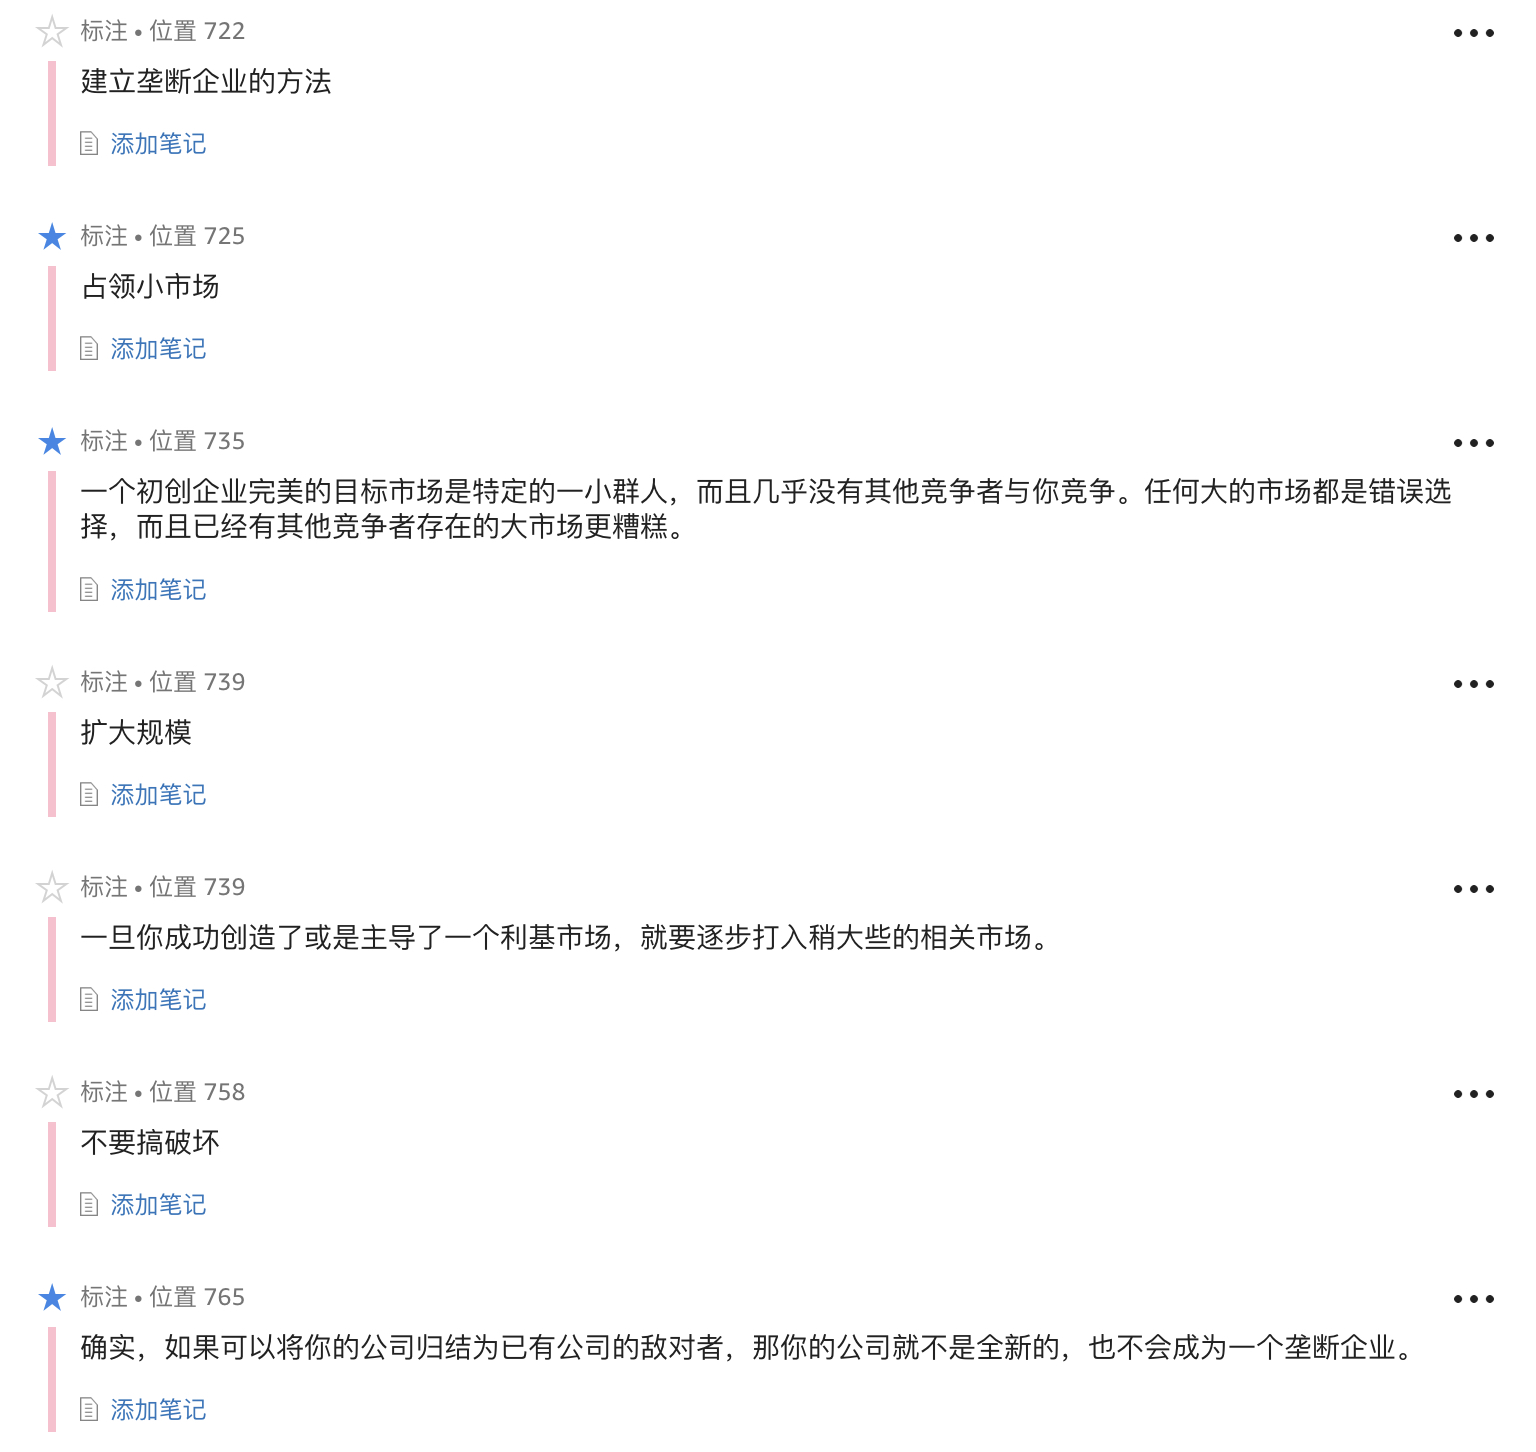 标注 • 位置 722
建立垄断企业的方法
添加笔记
标注 • 位置 725
占领小市场
添加笔记
标注 • 位置 735
一个初创企业完美的目标市场是特定的一小群人，而且几乎没有其他竞争者与你竞争。任何大的市场都是错误选
择，而且已经有其他竞争者存在的大市场更糟糕。
添加笔记
标注 • 位置 739
扩大规模
添加笔记
标注 • 位置 739
一旦你成功创造了或是主导了一个利基市场，就要逐步打入稍大些的相关市场。
添加笔记
标注 • 位置 758
不要搞破坏
添加笔记
标注 • 位置 765
确实，如果可以将你的公司归结为已有公司的敌对者，那你的公司就不是全新的，也不会成为一个垄断企业。
添加笔记